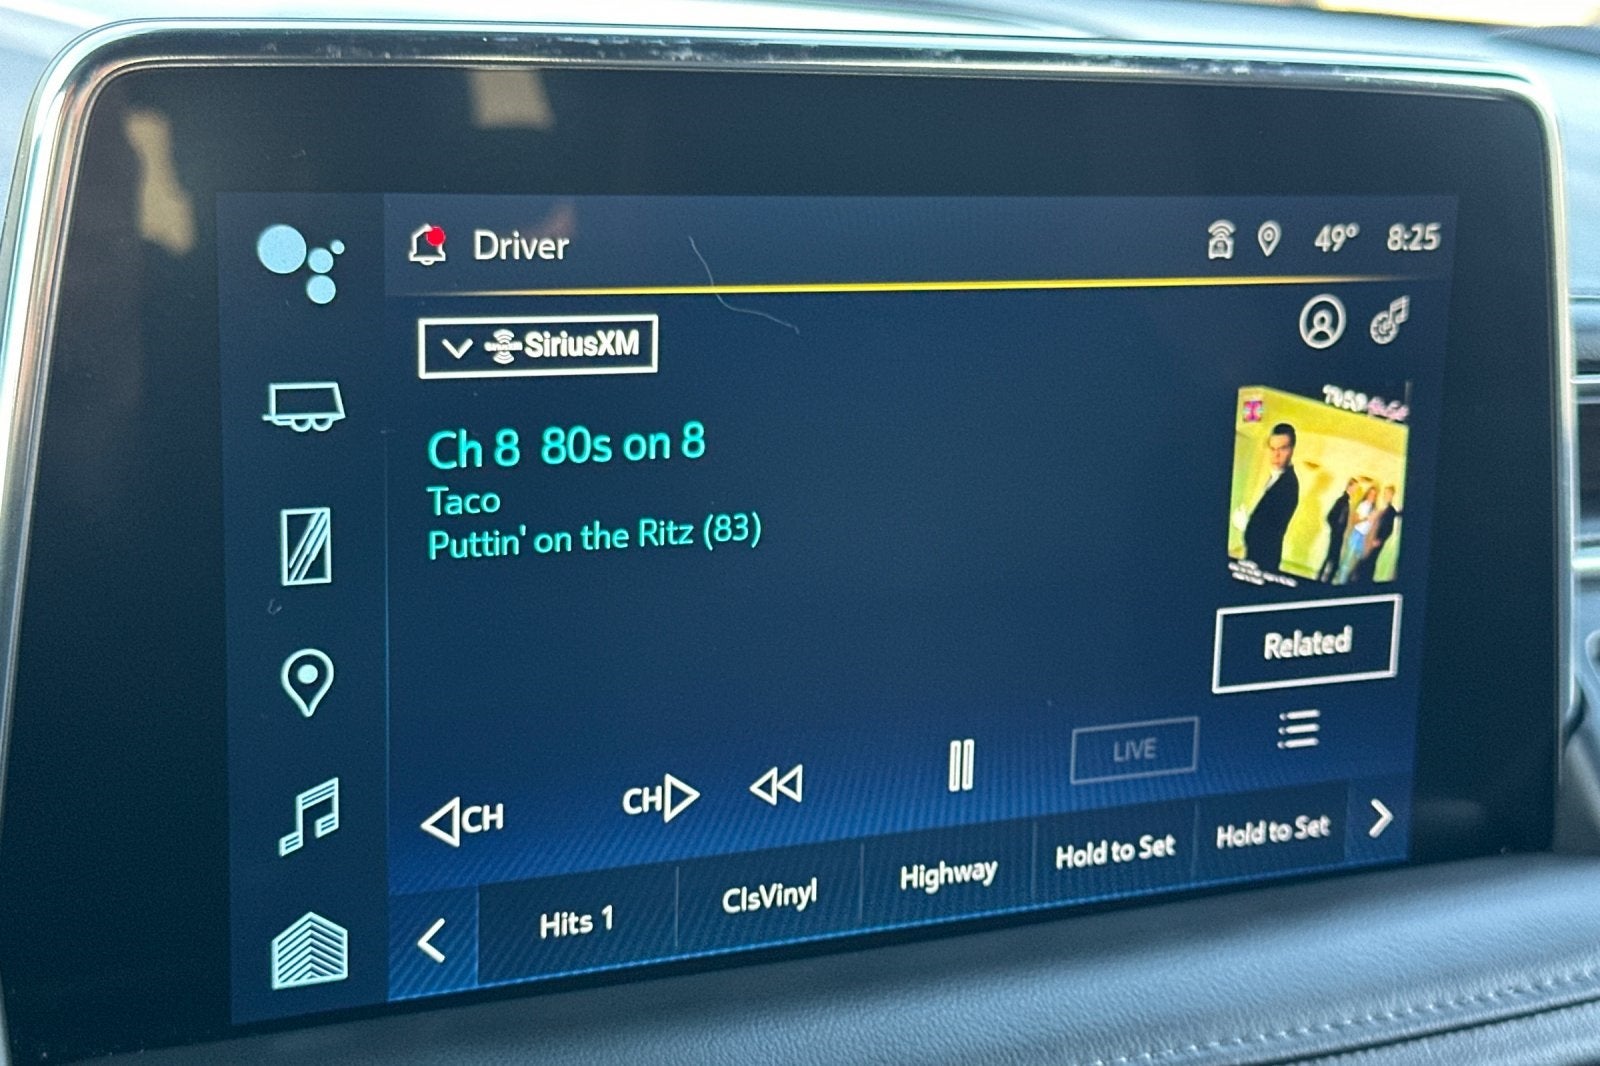 Driver
49° 8:25
SiriusXM
Ch 8 80s on 8
Taco
Puttin' on the Ritz (83)
Related
CH
CH
LIVE
Hits 1
ClsVinyl
Highway
Hold to Set
Hold to Set